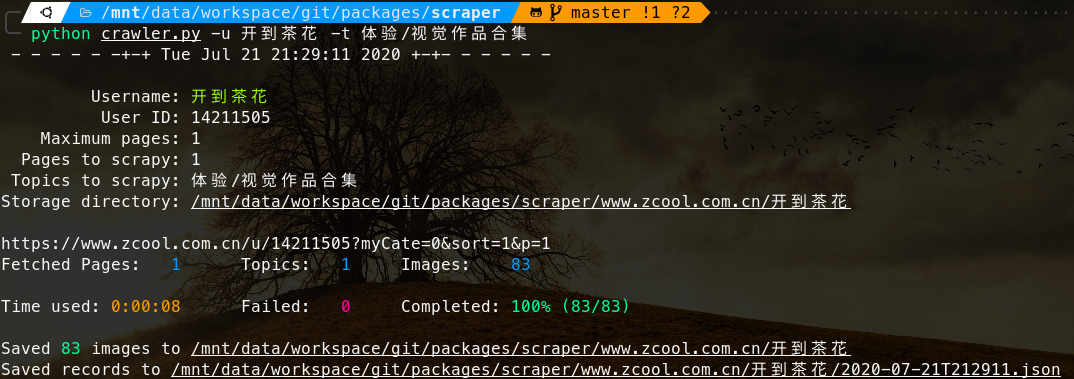 /mnt/data/workspace/git/packages/scraper master !1 ?2
python crawler.py -u 开到茶花 -t 体验/视觉作品合集
- - - - - -+-+ Tue Jul 21 21:29:11 2020 +-+- - - - - -
Username: 开到茶花
User ID: 14211505
Maximum pages: 1
Pages to scrapy: 1
Topics to scrapy: 体验/视觉作品合集
Storage directory: /mnt/data/workspace/git/packages/scraper/www.zcool.com.cn/开到茶花
https://www.zcool.com.cn/u/14211505?myCate=0&sort=1&p=1
Fetched Pages: 1 Topics: 1 Images: 83
Time used: 0:00:08 Failed: 0 Completed: 100% (83/83)
Saved 83 images to /mnt/data/workspace/git/packages/scraper/www.zcool.com.cn/开到茶花
Saved records to /mnt/data/workspace/git/packages/scraper/www.zcool.com.cn/开到茶花/2020-07-21T212911.json